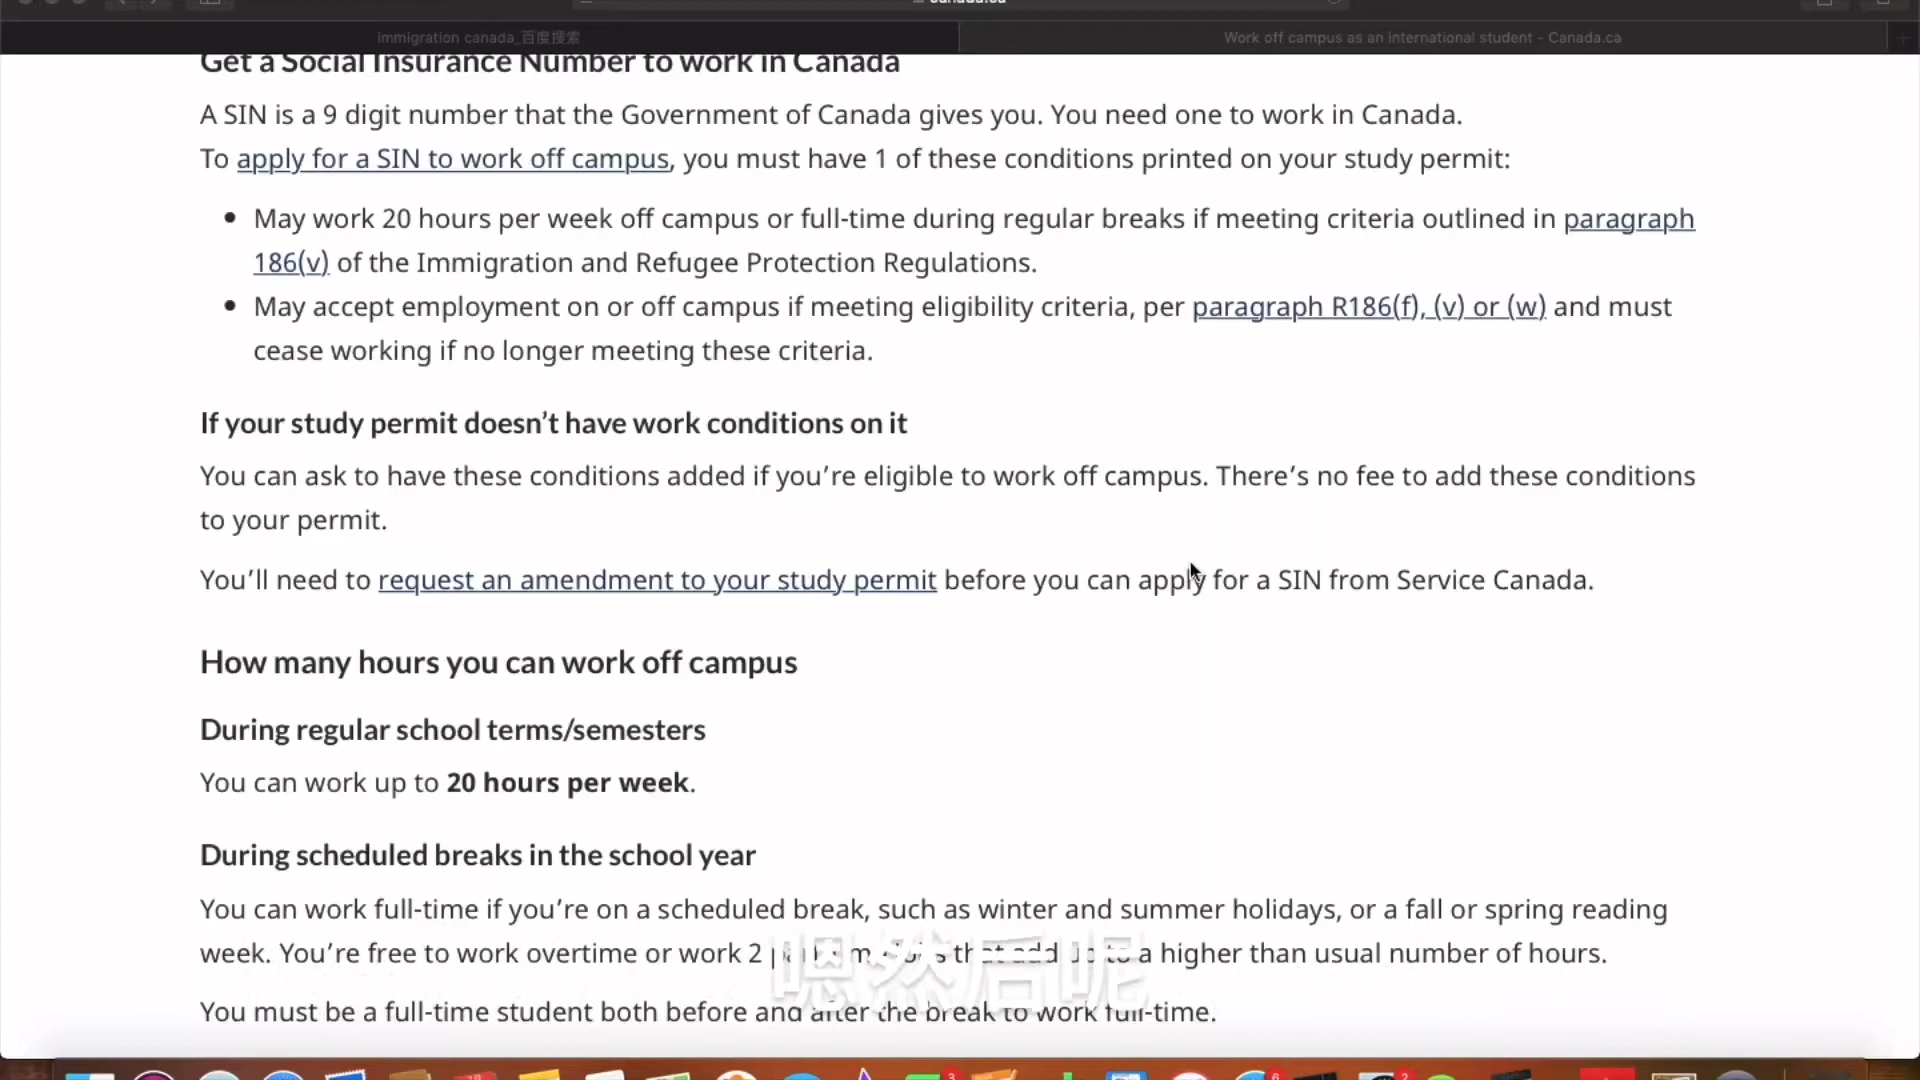 canada.ca
immigration canada_百度搜索
Work off campus as an international student - Canada.ca
Get a Social Insurance Number to work in Canada
A SIN is a 9 digit number that the Government of Canada gives you. You need one to work in Canada.
To apply for a SIN to work off campus, you must have 1 of these conditions printed on your study permit:
May work 20 hours per week off campus or full-time during regular breaks if meeting criteria outlined in paragraph
186(v) of the Immigration and Refugee Protection Regulations.
May accept employment on or off campus if meeting eligibility criteria, per paragraph R186(f), (v) or (w) and must
cease working if no longer meeting these criteria.
If your study permit doesn’t have work conditions on it
You can ask to have these conditions added if you’re eligible to work off campus. There’s no fee to add these conditions
to your permit.
You’ll need to request an amendment to your study permit before you can apply for a SIN from Service Canada.
How many hours you can work off campus
During regular school terms/semesters
You can work up to 20 hours per week.
During scheduled breaks in the school year
You can work full-time if you’re on a scheduled break, such as winter and summer holidays, or a fall or spring reading
week. You’re free to work overtime or work 2 that add up to a higher than usual number of hours.
嗯然后呢
You must be a full-time student both before and after the break to work full-time.
3
6
2